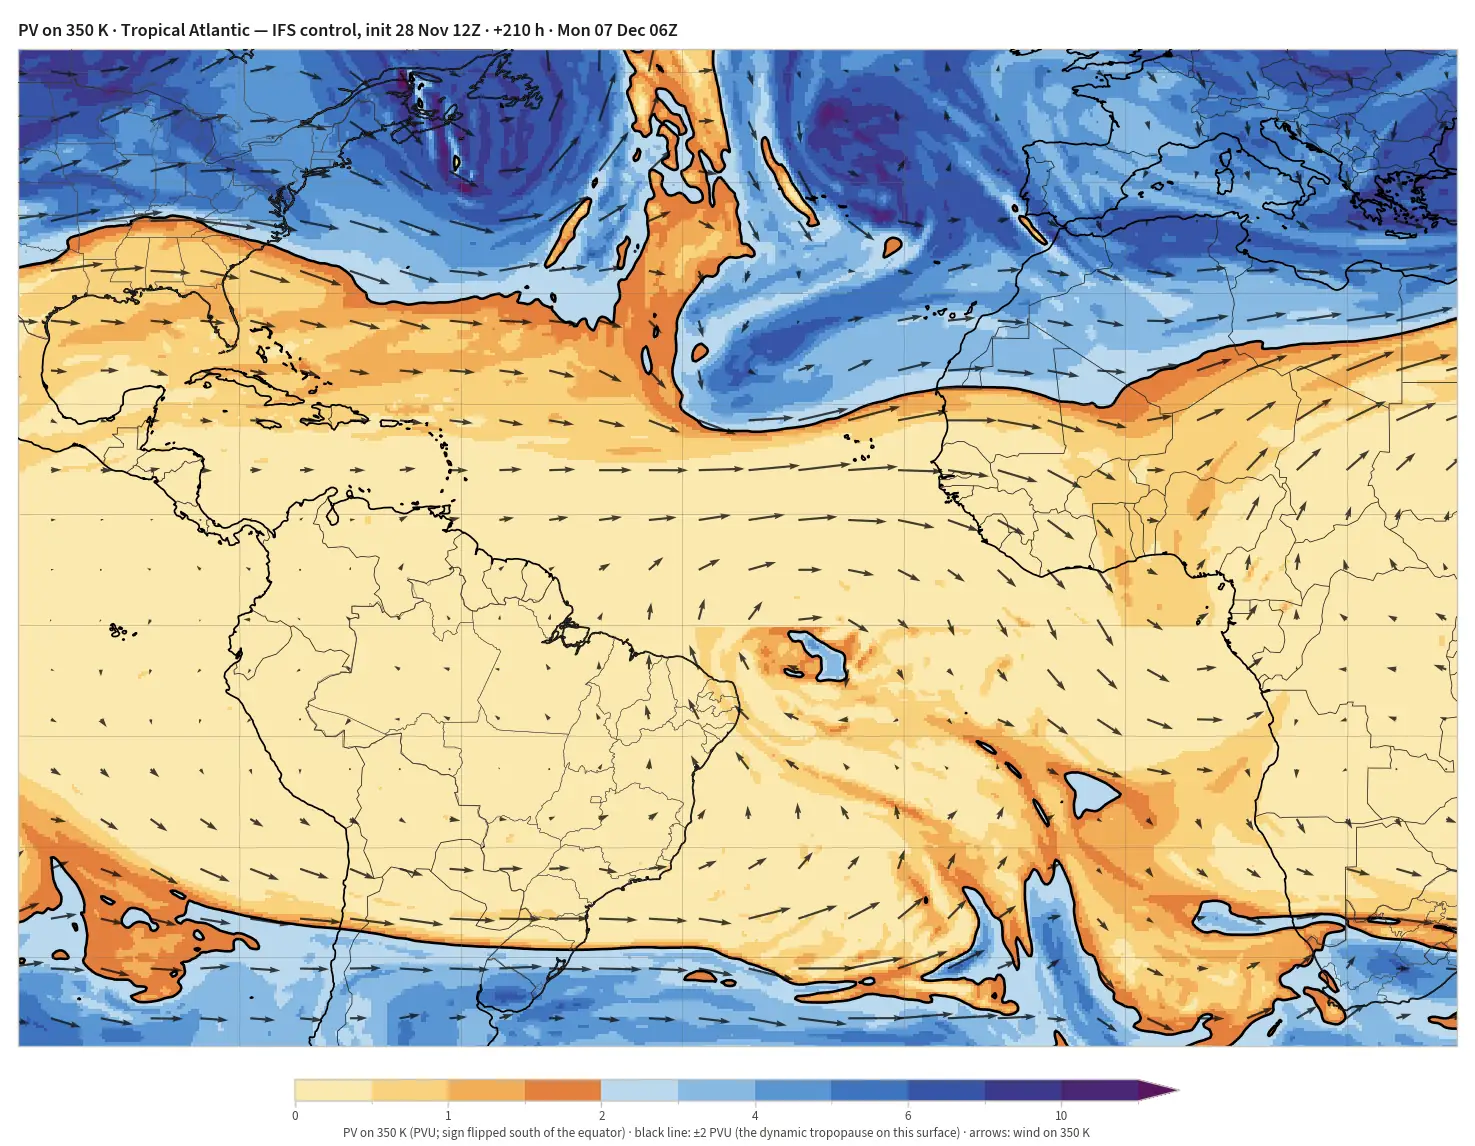 PV on 350 K · Tropical Atlantic — IFS control, init 28 Nov 12Z · +210 h · Mon 07 Dec 06Z
0 1 2 4 6 8 10
PV on 350 K (PVU; sign flipped south of the equator) · black line: ±2 PVU (the dynamic tropopause on this surface) · arrows: wind on 350 K